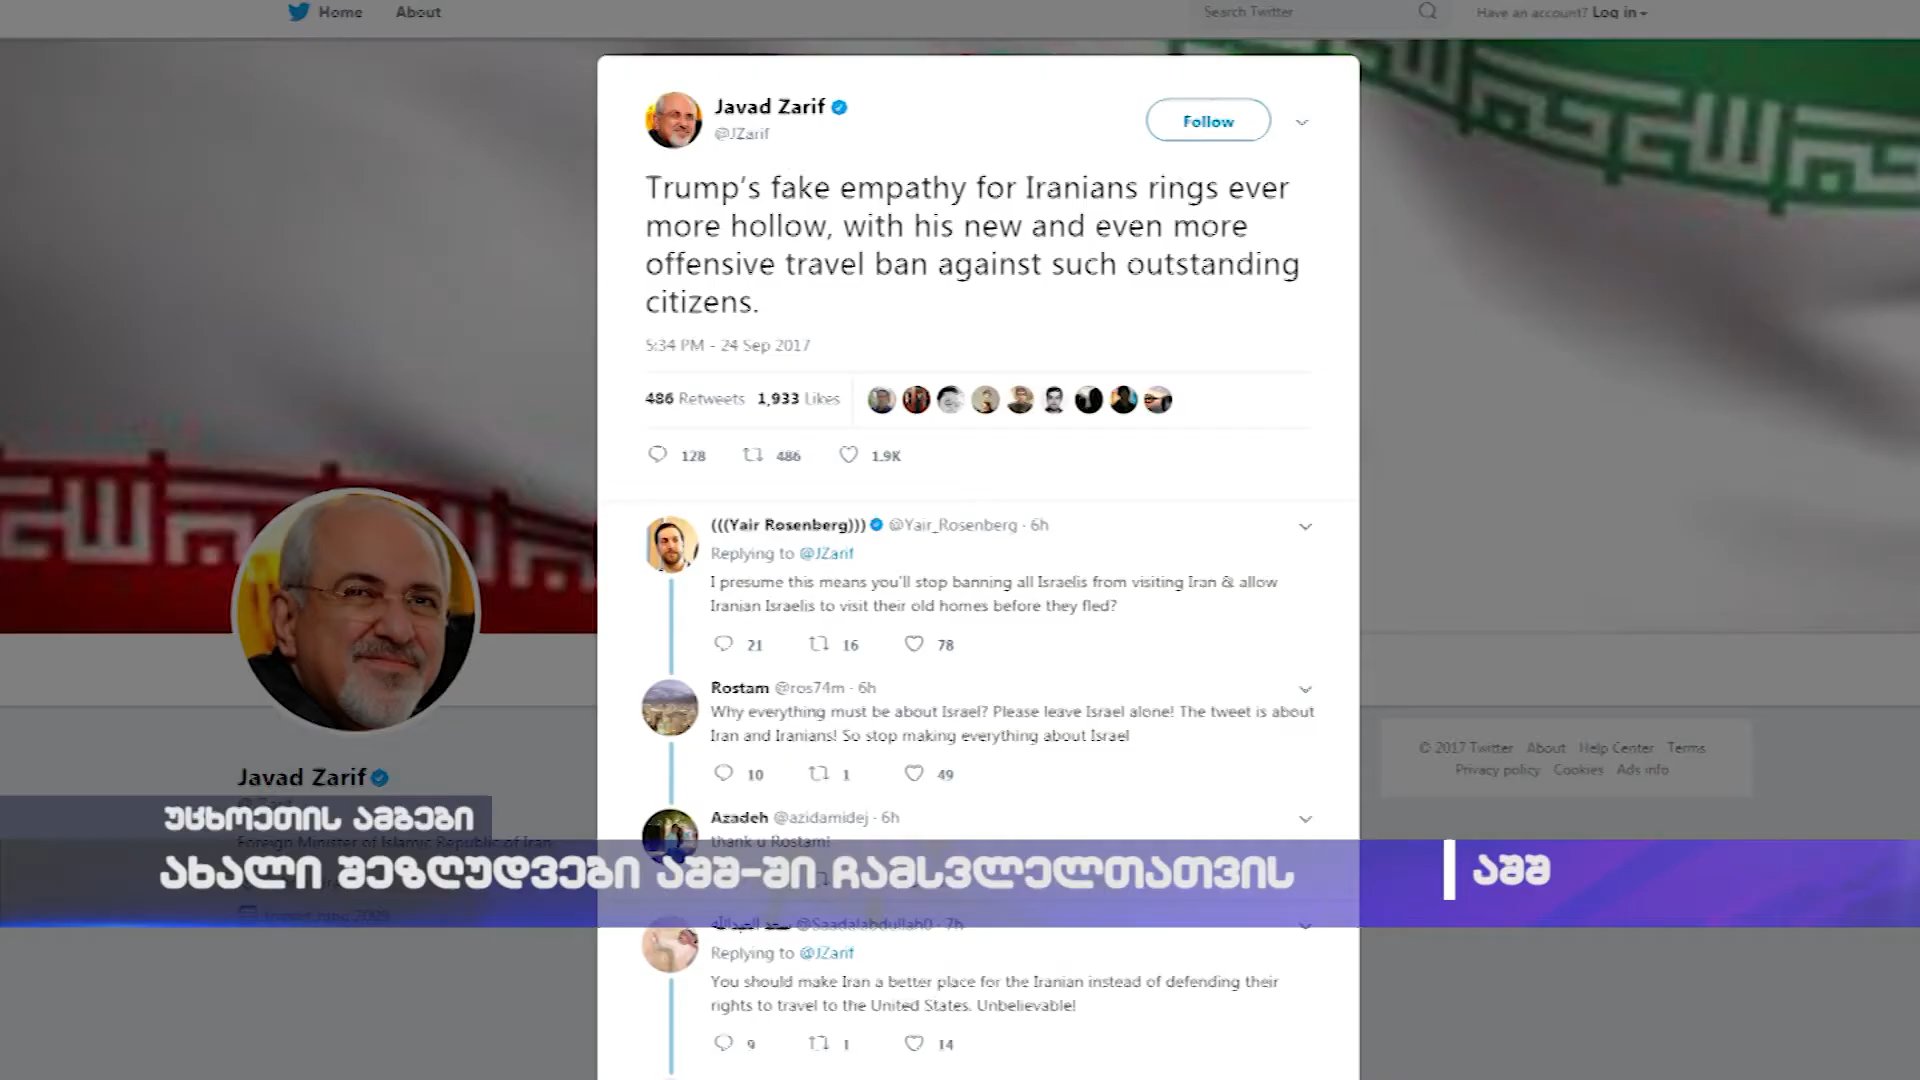 Home About Search Twitter Have an account? Log in
Javad Zarif
@JZarif
Follow
Trump's fake empathy for Iranians rings ever
more hollow, with his new and even more
offensive travel ban against such outstanding
citizens.
5:34 PM - 24 Sep 2017
486 Retweets 1,933 Likes
128 486 1.9K
(((Yair Rosenberg))) @Yair_Rosenberg · 6h
Replying to @JZarif
I presume this means you'll stop banning all Israelis from visiting Iran & allow
Iranian Israelis to visit their old homes before they fled?
21 16 78
Rostam @ros74m · 6h
Why everything must be about Israel? Please leave Israel alone! The tweet is about
Iran and Iranians! So stop making everything about Israel
10 1 49
Azadeh @azidamidej · 6h
thank u Rostam!
سعد العبدالله @Saadalabdullah0 · 7h
Replying to @JZarif
You should make Iran a better place for the Iranian instead of defending their
rights to travel to the United States. Unbelievable!
9 1 14
Javad Zarif
Foreign Minister of Islamic Republic of Iran
© 2017 Twitter About Help Center Terms
Privacy policy Cookies Ads info
უცხოეთის ამბები
ახალი შეზღუდვები აშშ-ში ჩამსვლელთათვის
აშშ